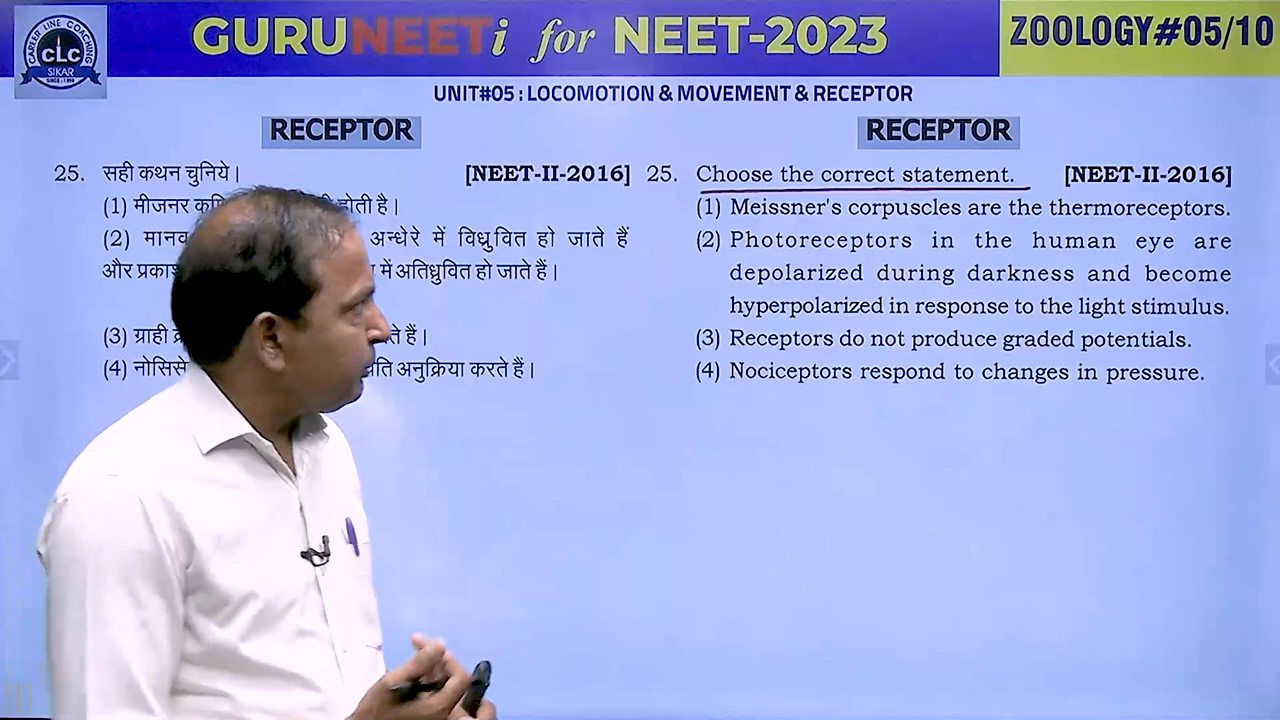 CAREER LINE COACHING
CLC
SIKAR
SINCE : 1996
GURUNEETi for NEET-2023
ZOOLOGY#05/10
UNIT#05 : LOCOMOTION & MOVEMENT & RECEPTOR
RECEPTOR
25. सही कथन चुनिये। [NEET-II-2016]
(1) मीजनर होती है।
(2) अन्धेरे में विध्रुवित हो जाते हैं
और में अतिध्रुवित हो जाते हैं।
(3) ग्राही हैं।
(4) अनुक्रिया करते हैं।
RECEPTOR
25. Choose the correct statement. [NEET-II-2016]
(1) Meissner's corpuscles are the thermoreceptors.
(2) Photoreceptors in the human eye are
depolarized during darkness and become
hyperpolarized in response to the light stimulus.
(3) Receptors do not produce graded potentials.
(4) Nociceptors respond to changes in pressure.